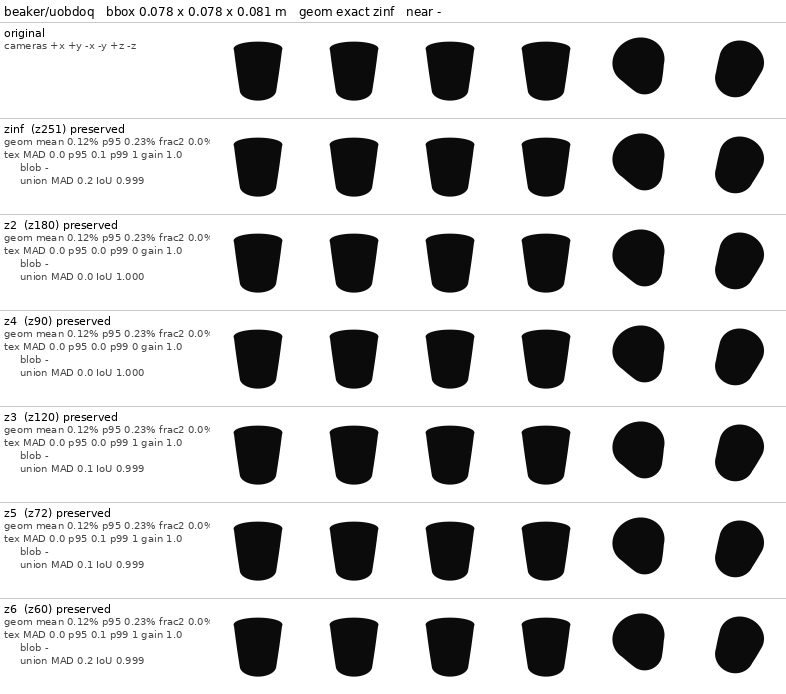 beaker/uobdoq bbox 0.078 x 0.078 x 0.081 m geom exact zinf near -
original
cameras +x +y -x -y +z -z
zinf (z251) preserved
geom mean 0.12% p95 0.23% frac2 0.0%
tex MAD 0.0 p95 0.1 p99 1 gain 1.0
blob -
union MAD 0.2 IoU 0.999
z2 (z180) preserved
geom mean 0.12% p95 0.23% frac2 0.0%
tex MAD 0.0 p95 0.0 p99 0 gain 1.0
blob -
union MAD 0.0 IoU 1.000
z4 (z90) preserved
geom mean 0.12% p95 0.23% frac2 0.0%
tex MAD 0.0 p95 0.0 p99 0 gain 1.0
blob -
union MAD 0.0 IoU 1.000
z3 (z120) preserved
geom mean 0.12% p95 0.23% frac2 0.0%
tex MAD 0.0 p95 0.0 p99 1 gain 1.0
blob -
union MAD 0.1 IoU 0.999
z5 (z72) preserved
geom mean 0.12% p95 0.23% frac2 0.0%
tex MAD 0.0 p95 0.1 p99 1 gain 1.0
blob -
union MAD 0.1 IoU 0.999
z6 (z60) preserved
geom mean 0.12% p95 0.23% frac2 0.0%
tex MAD 0.0 p95 0.1 p99 1 gain 1.0
blob -
union MAD 0.2 IoU 0.999